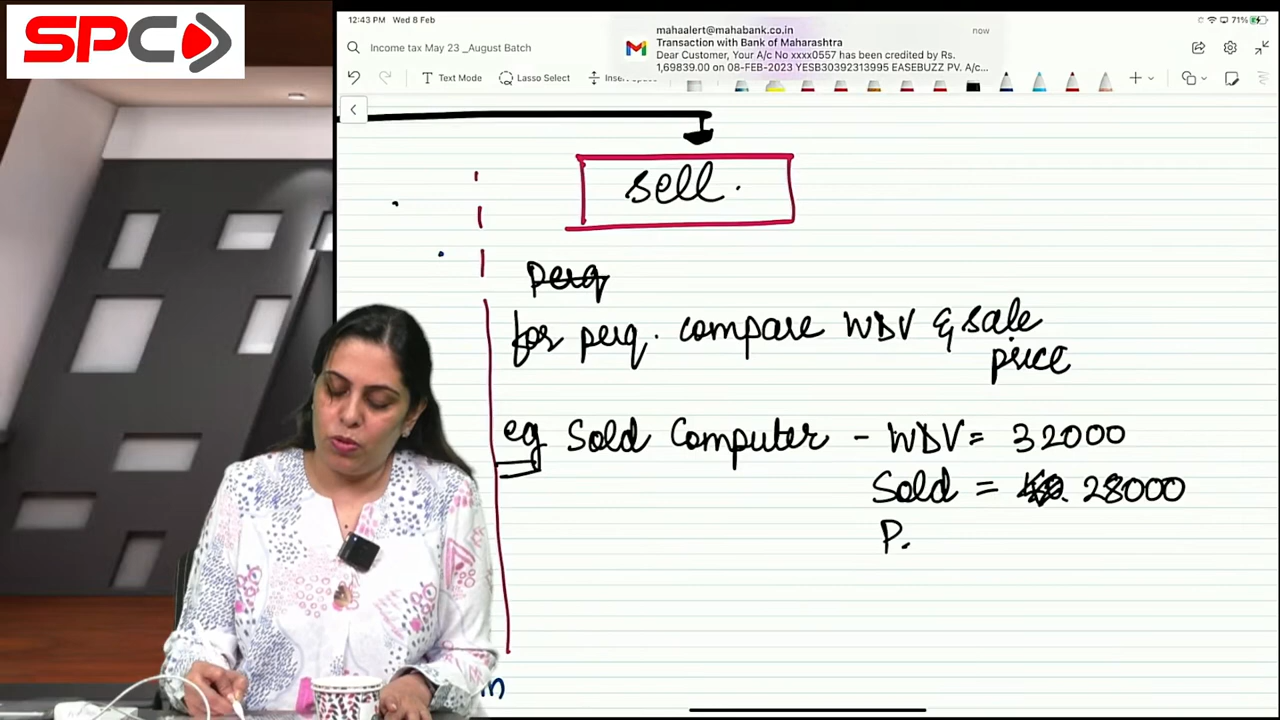 SPC
12:43 PM Wed 8 Feb
71%
mahaalert@mahabank.co.in
now
Transaction with Bank of Maharashtra
Dear Customer, Your A/c No xxxx0557 has been credited by Rs.
1,69839.00 on 08-FEB-2023 YESB30392313995 EASEBUZZ PV. A/c...
Income tax May 23 _August Batch
Text Mode
Lasso Select
Insert Space
sell.
perq
for perq. compare WDV & sale
price
eg Sold Computer - WDV = 32000
Sold = 28000
P.